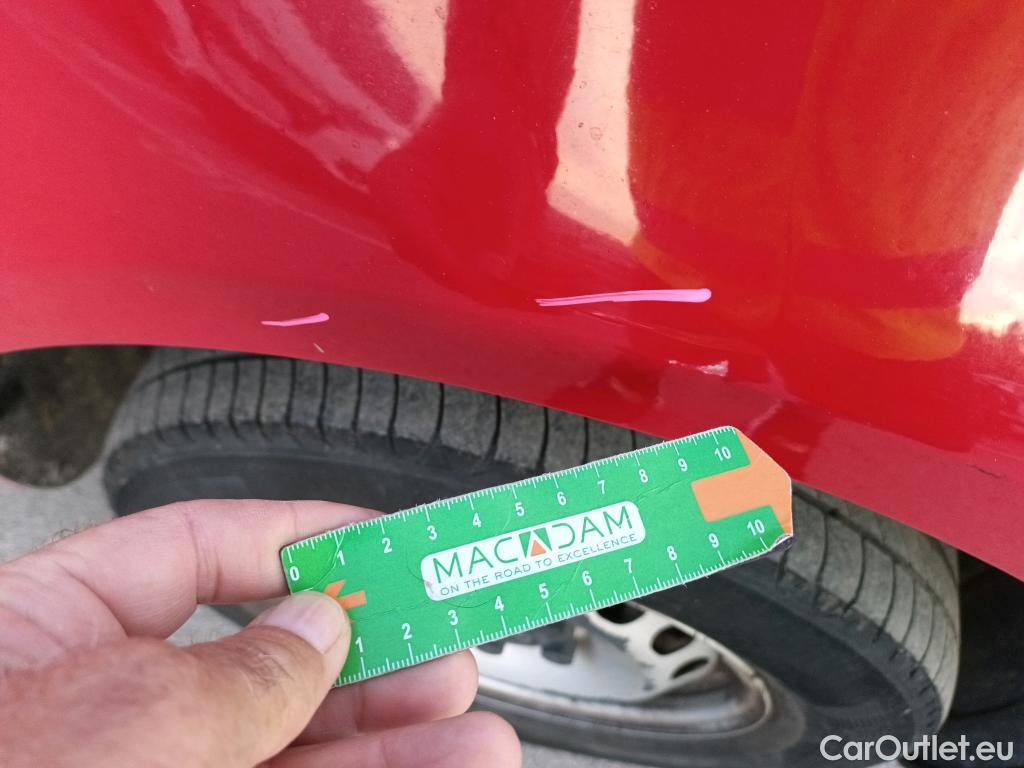 0 1 2 3 4 5 6 7 8 9 10
MACADAM
ON THE ROAD TO EXCELLENCE
1 2 3 4 5 6 7 8 9 10
CarOutlet.eu